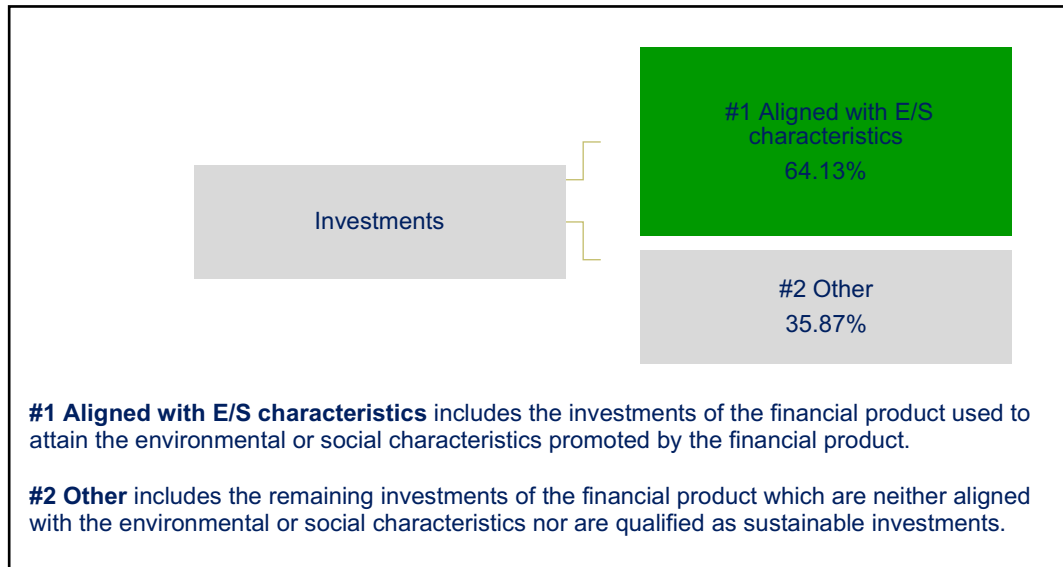 #1 Aligned with E/S
characteristics
64.13%
Investments
#2 Other
35.87%
#1 Aligned with E/S characteristics includes the investments of the financial product used to
attain the environmental or social characteristics promoted by the financial product.
#2 Other includes the remaining investments of the financial product which are neither aligned
with the environmental or social characteristics nor are qualified as sustainable investments.